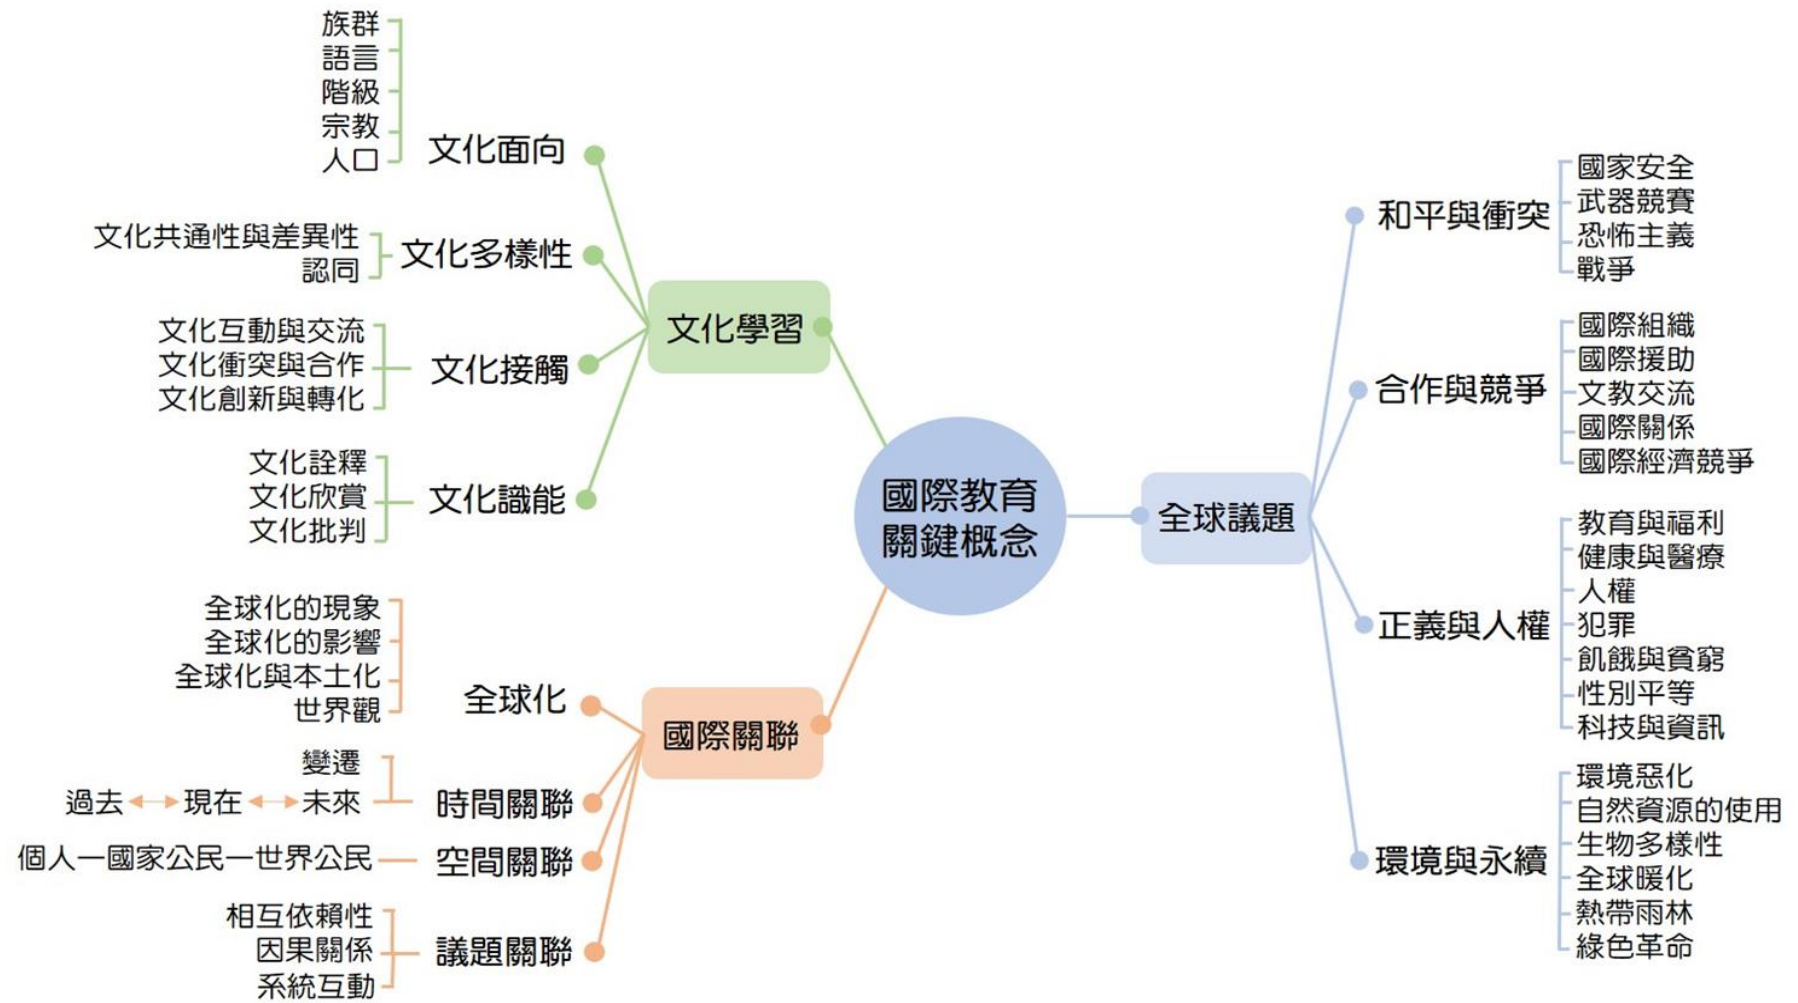 國際教育
關鍵概念
文化學習
文化面向
族群
語言
階級
宗教
人口
文化多樣性
文化共通性與差異性
認同
文化接觸
文化互動與交流
文化衝突與合作
文化創新與轉化
文化識能
文化詮釋
文化欣賞
文化批判
國際關聯
全球化
全球化的現象
全球化的影響
全球化與本土化
世界觀
時間關聯
變遷
過去 現在 未來
空間關聯
個人—國家公民—世界公民
議題關聯
相互依賴性
因果關係
系統互動
全球議題
和平與衝突
國家安全
武器競賽
恐怖主義
戰爭
合作與競爭
國際組織
國際援助
文教交流
國際關係
國際經濟競爭
正義與人權
教育與福利
健康與醫療
人權
犯罪
飢餓與貧窮
性別平等
科技與資訊
環境與永續
環境惡化
自然資源的使用
生物多樣性
全球暖化
熱帶雨林
綠色革命